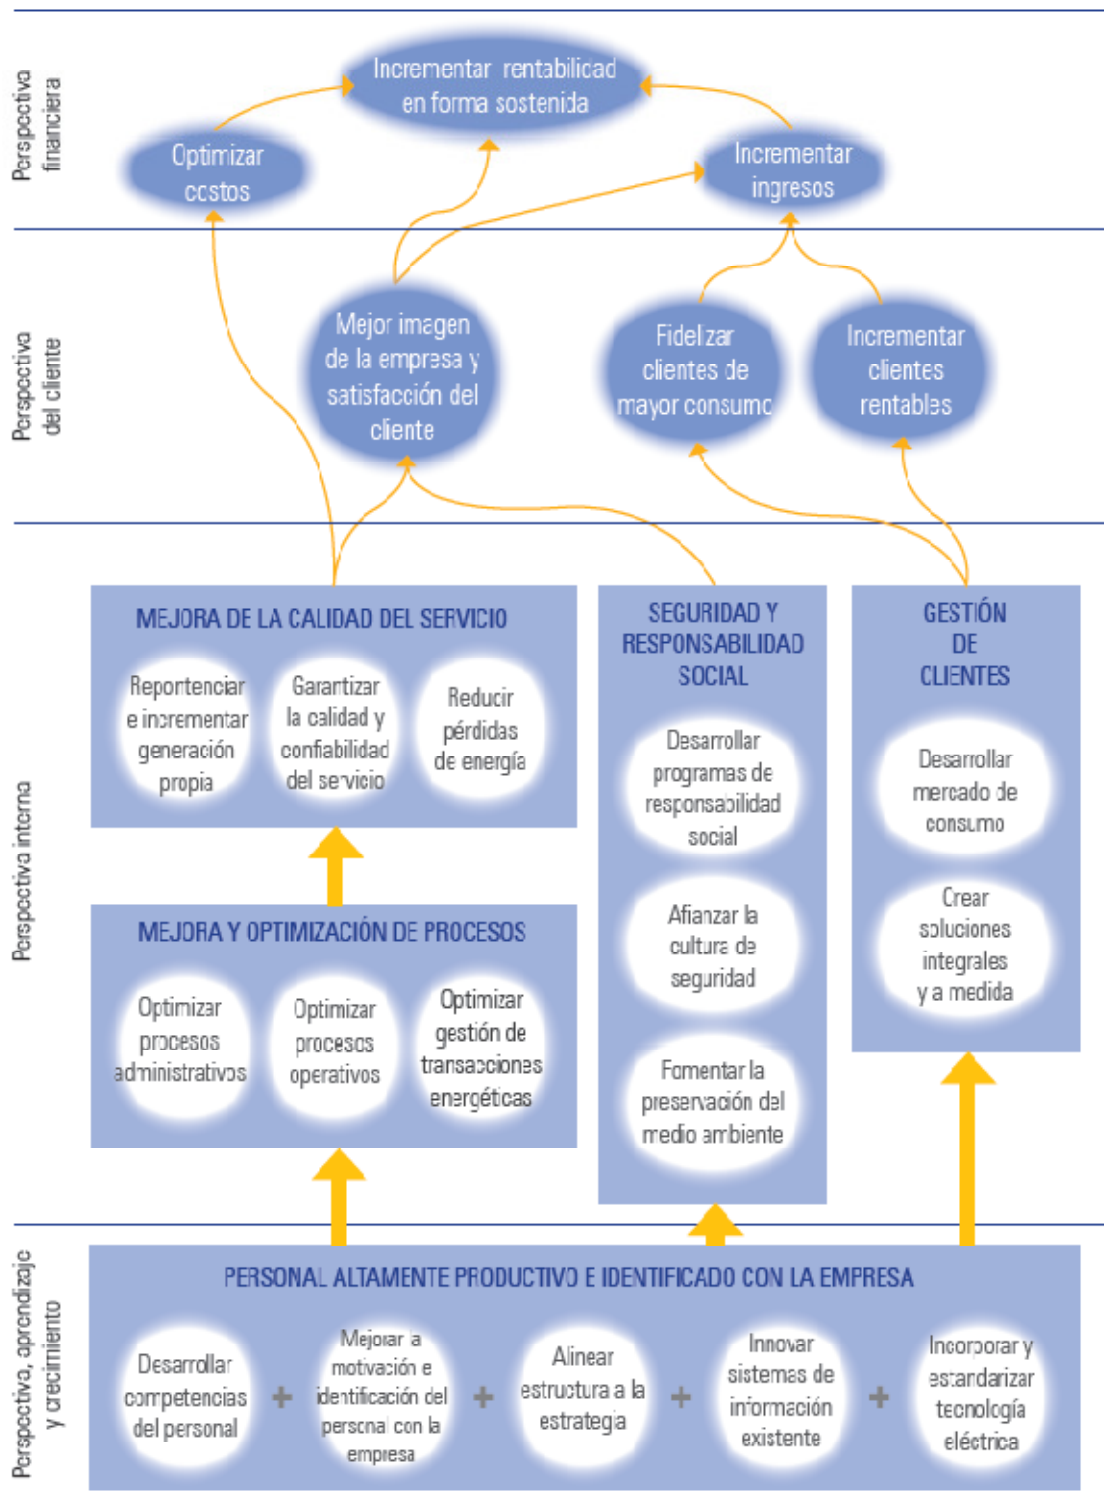 Perspectiva
financiera
Incrementar rentabilidad
en forma sostenida
Optimizar
costos
Incrementar
ingresos
Perspectiva
del cliente
Mejor imagen
de la empresa y
satisfacción del
cliente
Fidelizar
clientes de
mayor consumo
Incrementar
clientes
rentables
Perspectiva interna
MEJORA DE LA CALIDAD DEL SERVICIO
Repontenciar
e incrementar
generación
propia
Garantizar
la calidad y
confiabilidad
del servicio
Reducir
pérdidas
de energía
MEJORA Y OPTIMIZACIÓN DE PROCESOS
Optimizar
procesos
administrativos
Optimizar
procesos
operativos
Optimizar
gestión de
transacciones
energéticas
SEGURIDAD Y
RESPONSABILIDAD
SOCIAL
Desarrollar
programas de
responsabilidad
social
Afianzar la
cultura de
seguridad
Fomentar la
preservación del
medio ambiente
GESTIÓN
DE
CLIENTES
Desarrollar
mercado de
consumo
Crear
soluciones
integrales
y a medida
Perspectiva, aprendizaje
y crecimiento
PERSONAL ALTAMENTE PRODUCTIVO E IDENTIFICADO CON LA EMPRESA
Desarrollar
competencias
del personal
+
Mejorar la
motivación e
identificación del
personal con la
empresa
+
Alinear
estructura a la
estrategia
+
Innovar
sistemas de
información
existente
+
Incorporar y
estandarizar
tecnología
eléctrica